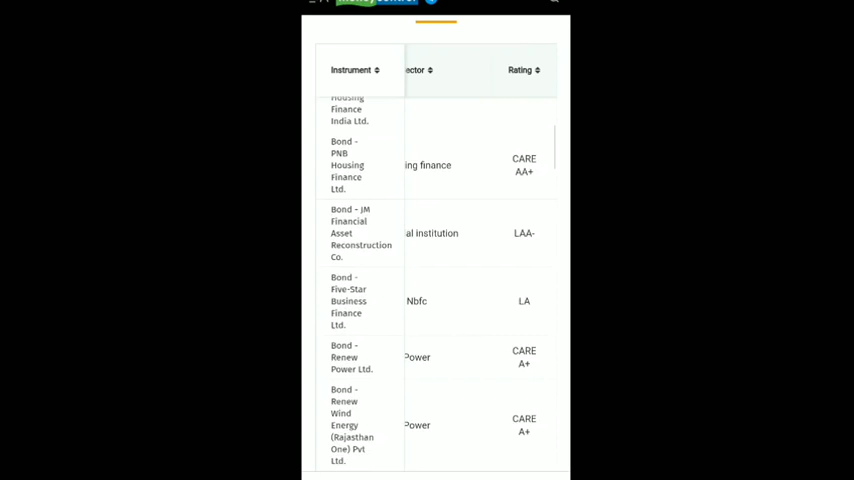 moneycontrol
Instrument
ector
Rating
Housing
Finance
India Ltd.
Bond -
PNB
Housing
Finance
Ltd.
ing finance
CARE
AA+
Bond - JM
Financial
Asset
Reconstruction
Co.
al institution
LAA-
Bond -
Five-Star
Business
Finance
Ltd.
Nbfc
LA
Bond -
Renew
Power Ltd.
Power
CARE
A+
Bond -
Renew
Wind
Energy
(Rajasthan
One) Pvt
Ltd.
Power
CARE
A+